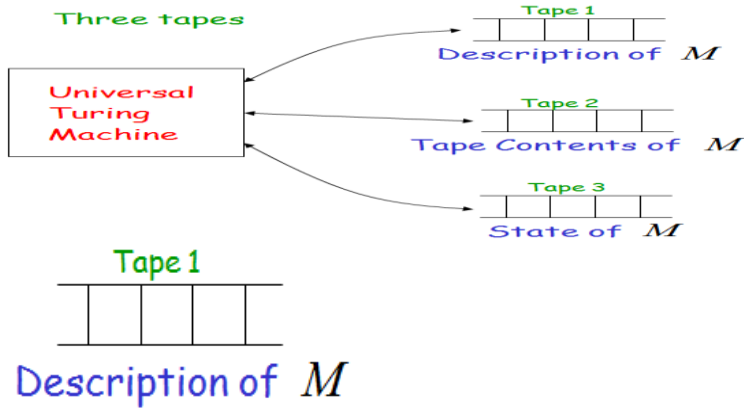 Three tapes
Universal
Turing
Machine
Tape 1
Description of M
Tape 2
Tape Contents of M
Tape 3
State of M
Tape 1
Description of M